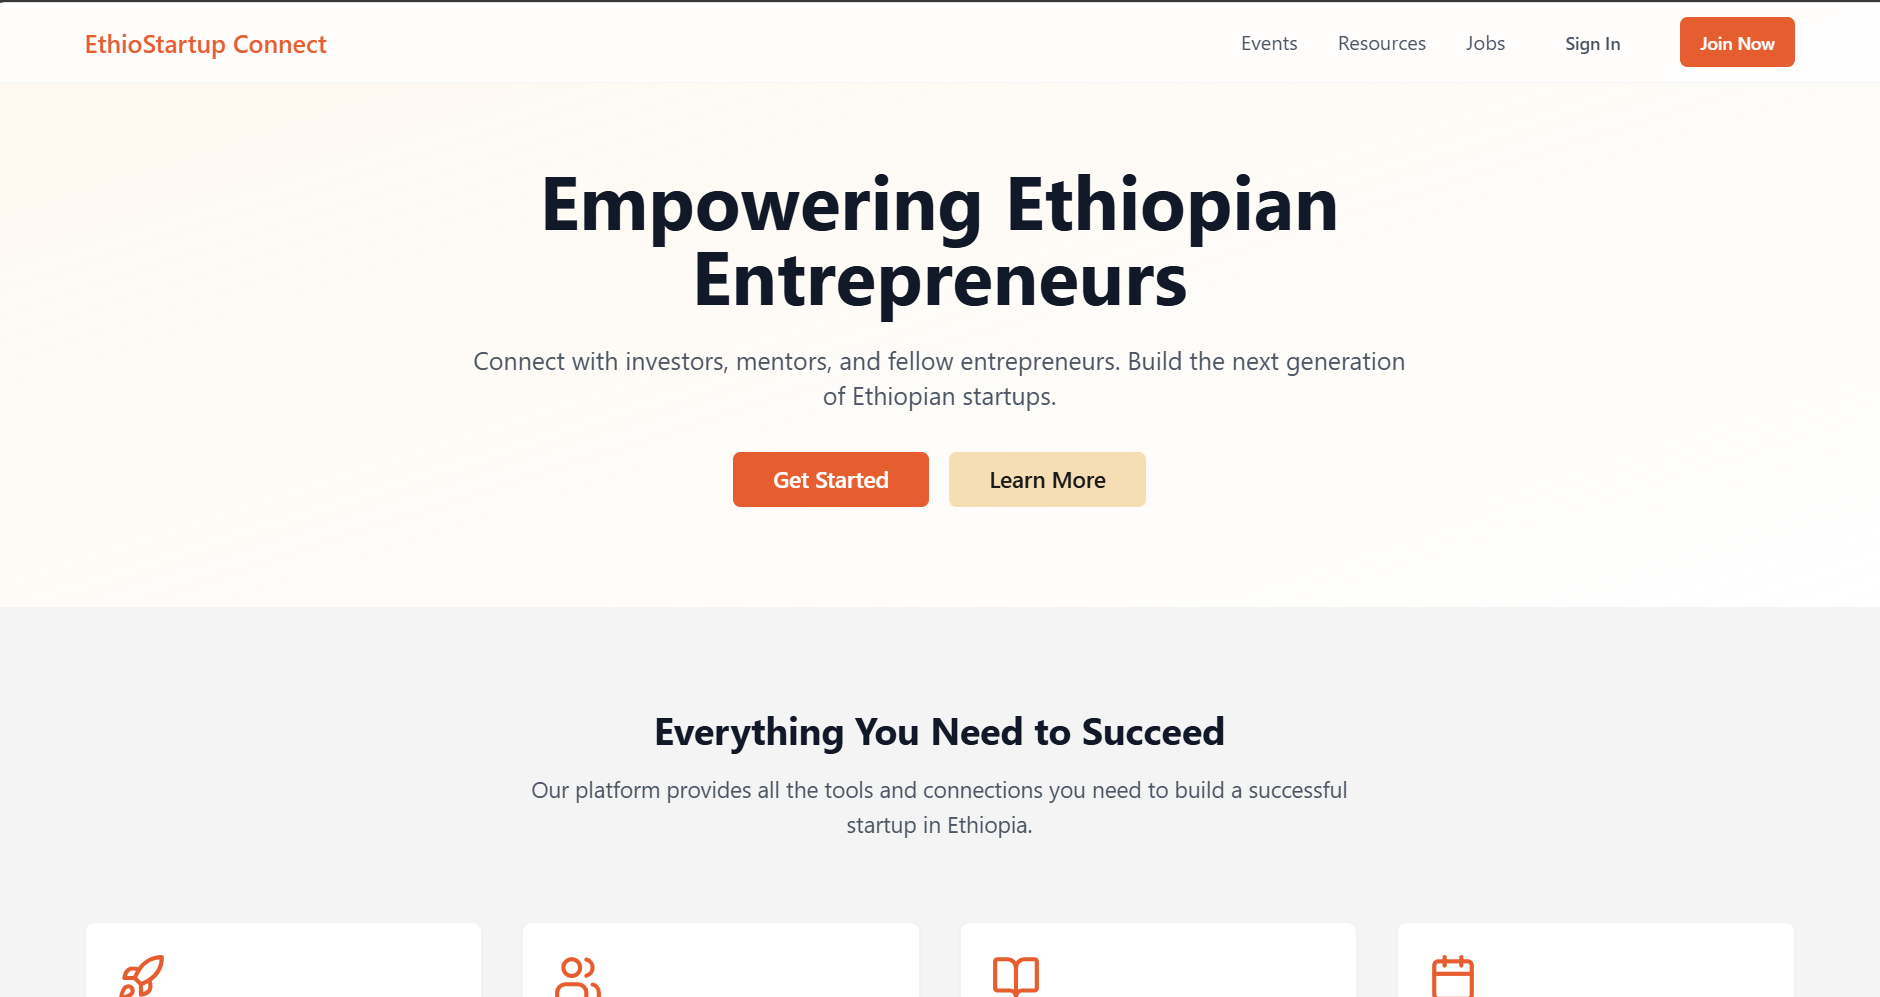 EthioStartup Connect
Events
Resources
Jobs
Sign In
Join Now
Empowering Ethiopian
Entrepreneurs
Connect with investors, mentors, and fellow entrepreneurs. Build the next generation
of Ethiopian startups.
Get Started
Learn More
Everything You Need to Succeed
Our platform provides all the tools and connections you need to build a successful
startup in Ethiopia.